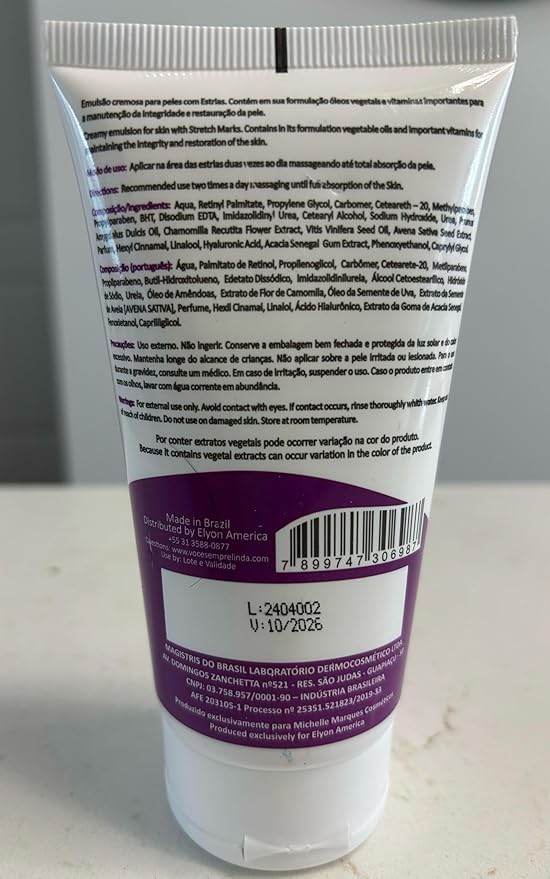 Emulsão cremosa para peles com Estrias. Contém em sua formulação óleos vegetais e vitaminas importantes para
a manutenção da integridade e restauração da pele.
Creamy emulsion for skin with Stretch Marks. Contains in its formulation vegetable oils and important vitamins for
maintaining the integrity and restoration of the skin.
Modo de uso: Aplicar na área das estrias duas vezes ao dia massageando até total absorção da pele.
Directions: Recommended use two times a day massaging until full absorption of the Skin.
Composição/Ingredients: Aqua, Retinyl Palmitate, Propylene Glycol, Carbomer, Ceteareth – 20, Methylparaben,
Propylparaben, BHT, Disodium EDTA, Imidazolidinyl Urea, Cetearyl Alcohol, Sodium Hydroxide, Urea, Prunus
Amygdalus Dulcis Oil, Chamomilla Recutita Flower Extract, Vitis Vinifera Seed Oil, Avena Sativa Seed Extract,
Parfum, Hexyl Cinnamal, Linalool, Hyaluronic Acid, Acacia Senegal Gum Extract, Phenoxyethanol, Caprylyl Glycol.
Composição (português): Água, Palmitato de Retinol, Propilenoglicol, Carbômer, Cetearete-20, Metilparabeno,
Propilparabeno, Butil-Hidroxitolueno, Edetato Dissódico, Imidazolidinilureia, Álcool Cetoestearílico, Hidróxido
de Sódio, Ureia, Óleo de Amêndoas, Extrato de Flor de Camomila, Óleo da Semente de Uva, Extrato da Semente
de Aveia [AVENA SATIVA], Perfume, Hexil Cinamal, Linalol, Ácido Hialurônico, Extrato da Goma de Acacia Senegal,
Fenoxietanol, Caprililglicol.
Precauções: Uso externo. Não ingerir. Conserve a embalagem bem fechada e protegida da luz solar e do calor
excessivo. Mantenha longe do alcance de crianças. Não aplicar sobre a pele irritada ou lesionada. Para o uso
durante a gravidez, consulte um médico. Em caso de irritação, suspender o uso. Caso o produto entre em contato
com os olhos, lavar com água corrente em abundância.
Warnings: For external use only. Avoid contact with eyes. If contact occurs, rinse thoroughly whith water. Keep out
of reach of children. Do not use on damaged skin. Store at room temperature.
Por conter extratos vegetais pode ocorrer variação na cor do produto.
Because it contains vegetal extracts can occur variation in the color of the product.
Made in Brazil
Distributed by Elyon America
+55 31 3588-0877
Questions: www.vocesemprelinda.com
Use by: Lote e Validade
7 899747 306987
L:2404002
V:10/2026
MAGISTRIS DO BRASIL LABORATÓRIO DERMOCOSMÉTICO LTDA
AV. DOMINGOS ZANCHETTA nº521 - RES. SÃO JUDAS - GUAPIAÇU - SP
CNPJ: 03.758.957/0001-90 – INDÚSTRIA BRASILEIRA
AFE 203105-1 Processo nº 25351.521823/2019-33
Produzido exclusivamente para Michelle Marques Cosméticos
Produced exclusively for Elyon America